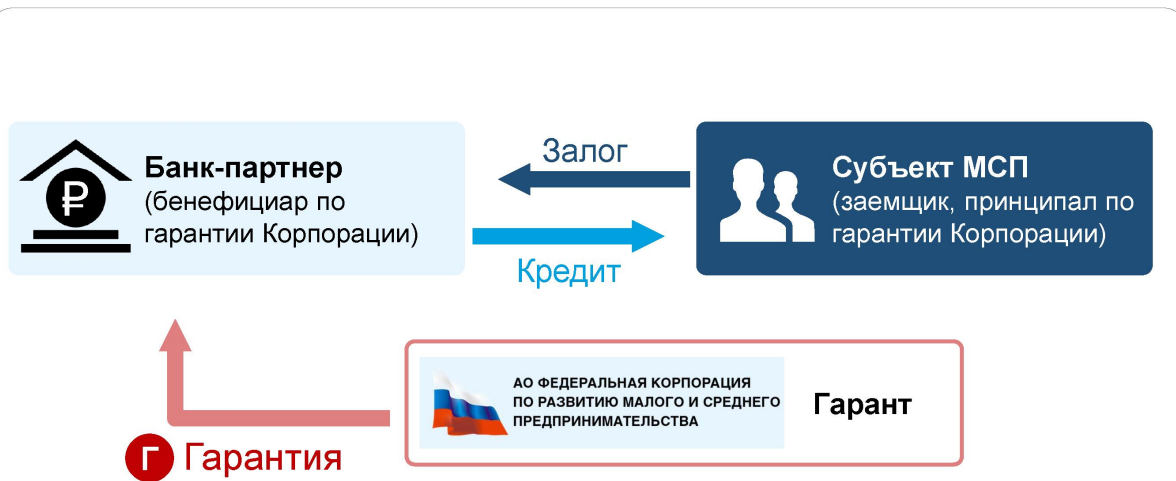 Банк-партнер
(бенефициар по
гарантии Корпорации)
Залог
Кредит
Субъект МСП
(заемщик, принципал по
гарантии Корпорации)
АО ФЕДЕРАЛЬНАЯ КОРПОРАЦИЯ
ПО РАЗВИТИЮ МАЛОГО И СРЕДНЕГО
ПРЕДПРИНИМАТЕЛЬСТВА
Гарант
Г Гарантия